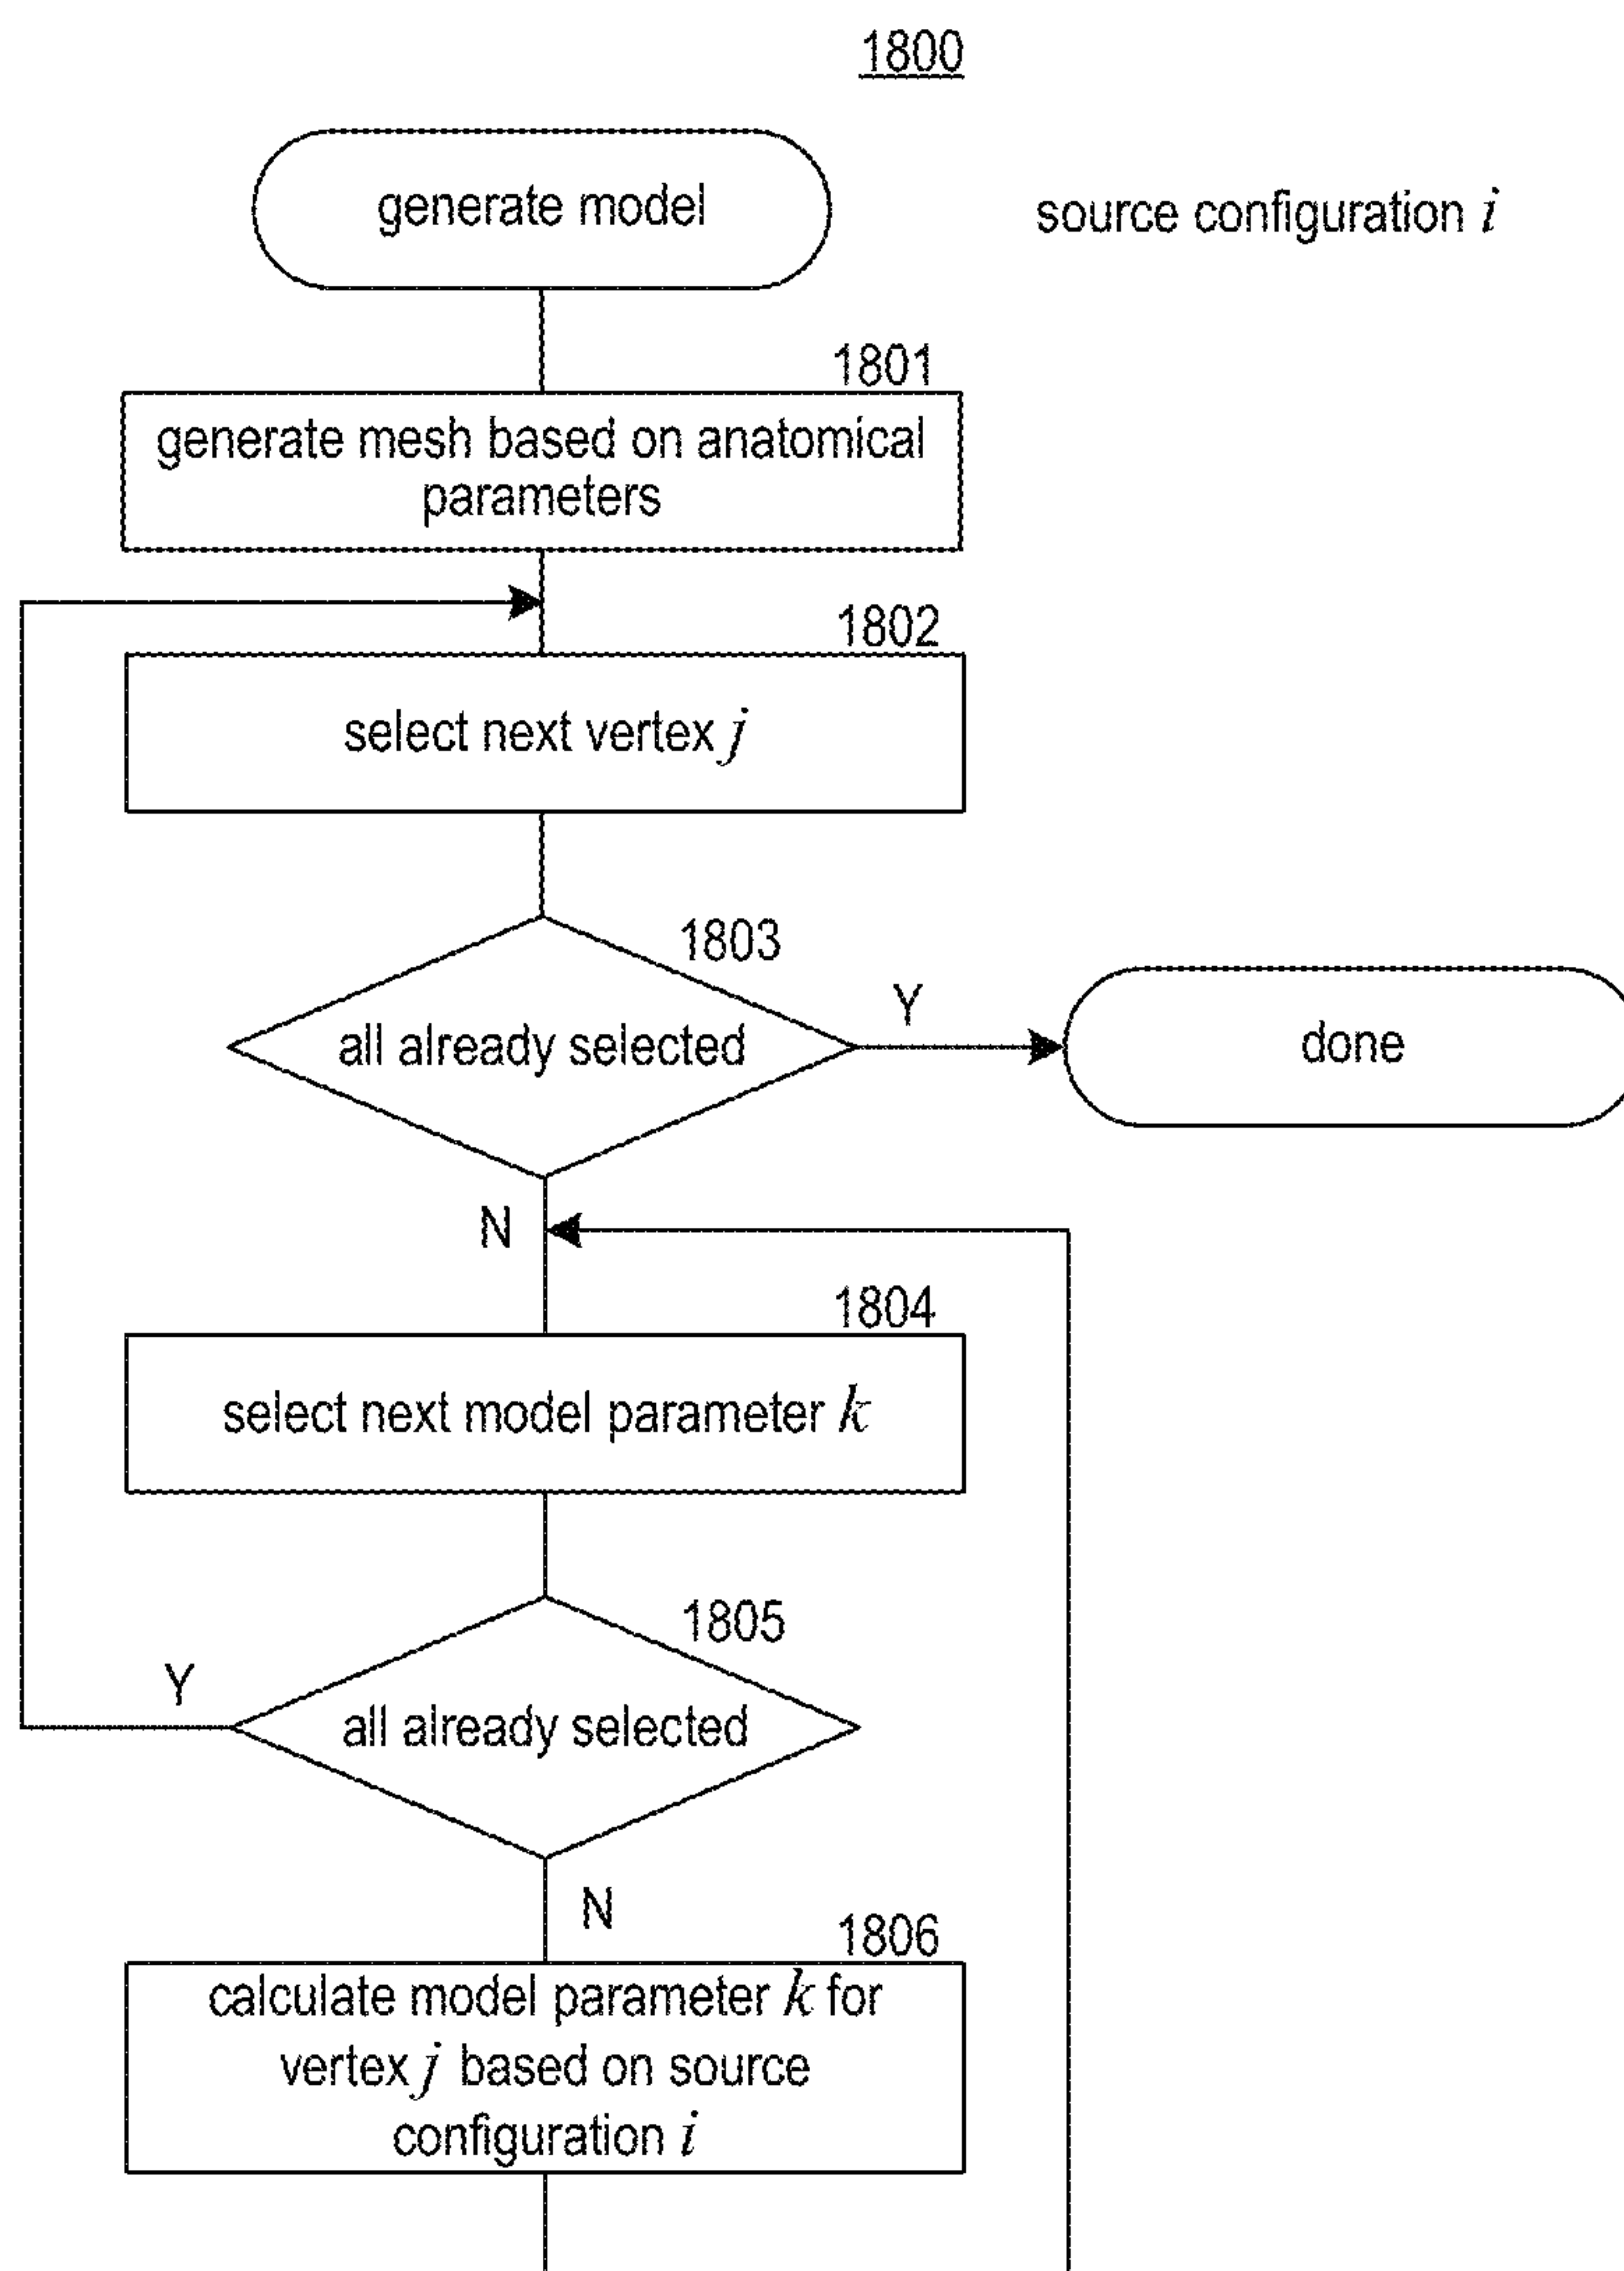 1800
generate model
source configuration i
1801
generate mesh based on anatomical
parameters
1802
select next vertex j
1803
all already selected
Y
done
N
1804
select next model parameter k
1805
Y
all already selected
N
1806
calculate model parameter k for
vertex j based on source
configuration i